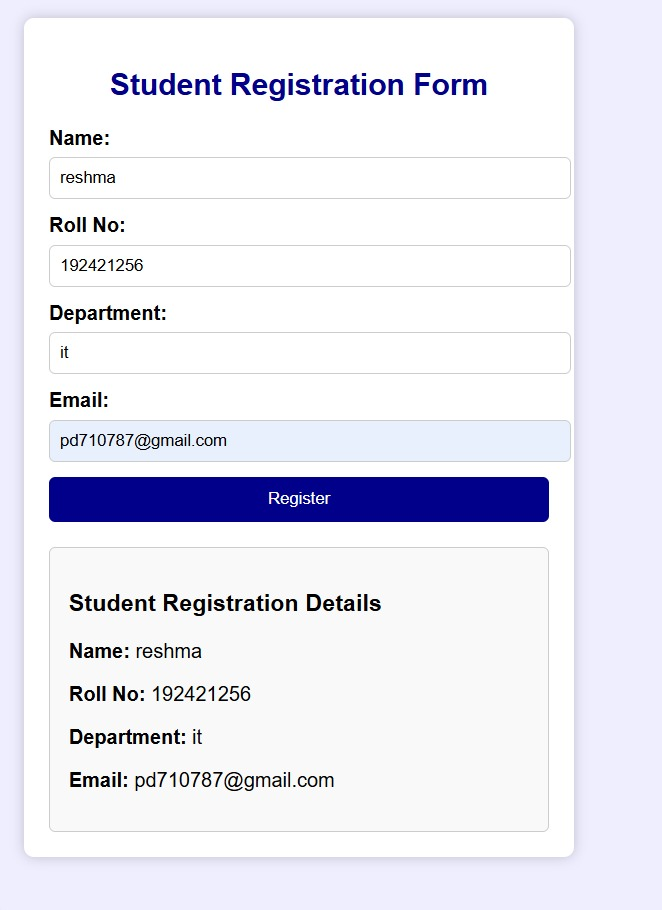 Student Registration Form
Name:
reshma
Roll No:
192421256
Department:
it
Email:
pd710787@gmail.com
Register
Student Registration Details
Name: reshma
Roll No: 192421256
Department: it
Email: pd710787@gmail.com